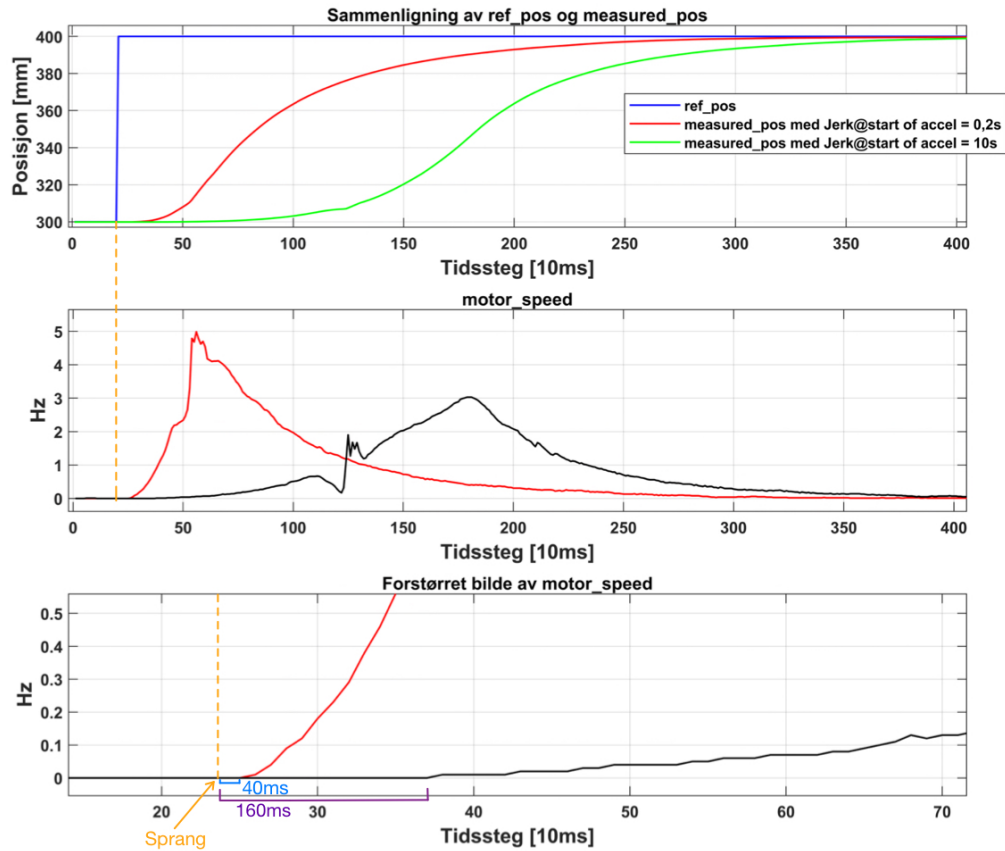 Sammenligning av ref_pos og measured_pos
400
380
360
340
320
300
Posisjon [mm]
ref_pos
measured_pos med Jerk@start of accel = 0,2s
measured_pos med Jerk@start of accel = 10s
0 50 100 150 200 250 300 350 400
Tidssteg [10ms]
motor_speed
5
4
3
2
1
0
Hz
0 50 100 150 200 250 300 350 400
Tidssteg [10ms]
Forstørret bilde av motor_speed
0.5
0.4
0.3
0.2
0.1
0
Hz
40ms
160ms
20 30 40 50 60 70
Sprang
Tidssteg [10ms]